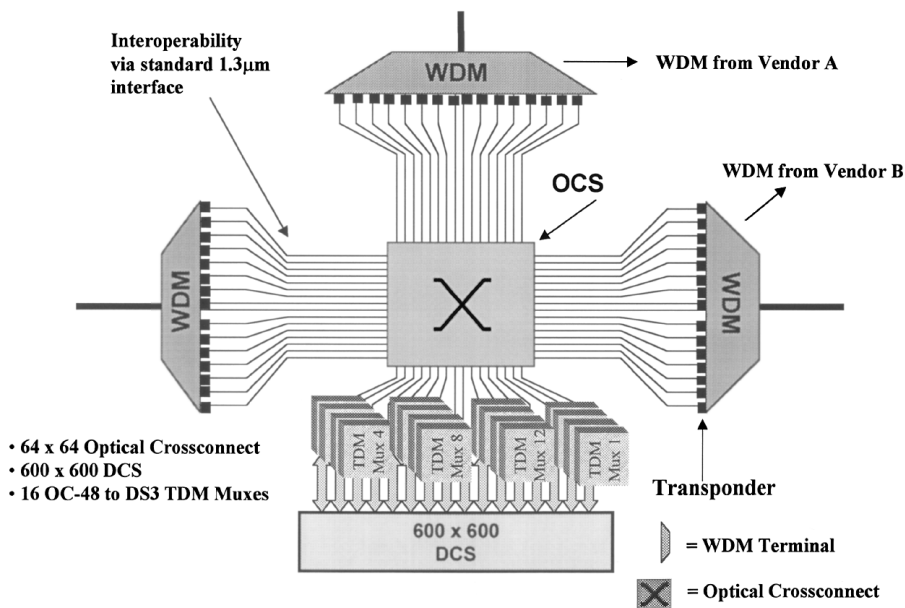 Interoperability
via standard 1.3μm
interface
WDM
WDM from Vendor A
WDM from Vendor B
OCS
WDM
WDM
TDM
Mux 4
TDM
Mux 8
TDM
Mux 12
TDM
Mux 1
• 64 x 64 Optical Crossconnect
• 600 x 600 DCS
• 16 OC-48 to DS3 TDM Muxes
Transponder
600 x 600
DCS
= WDM Terminal
= Optical Crossconnect